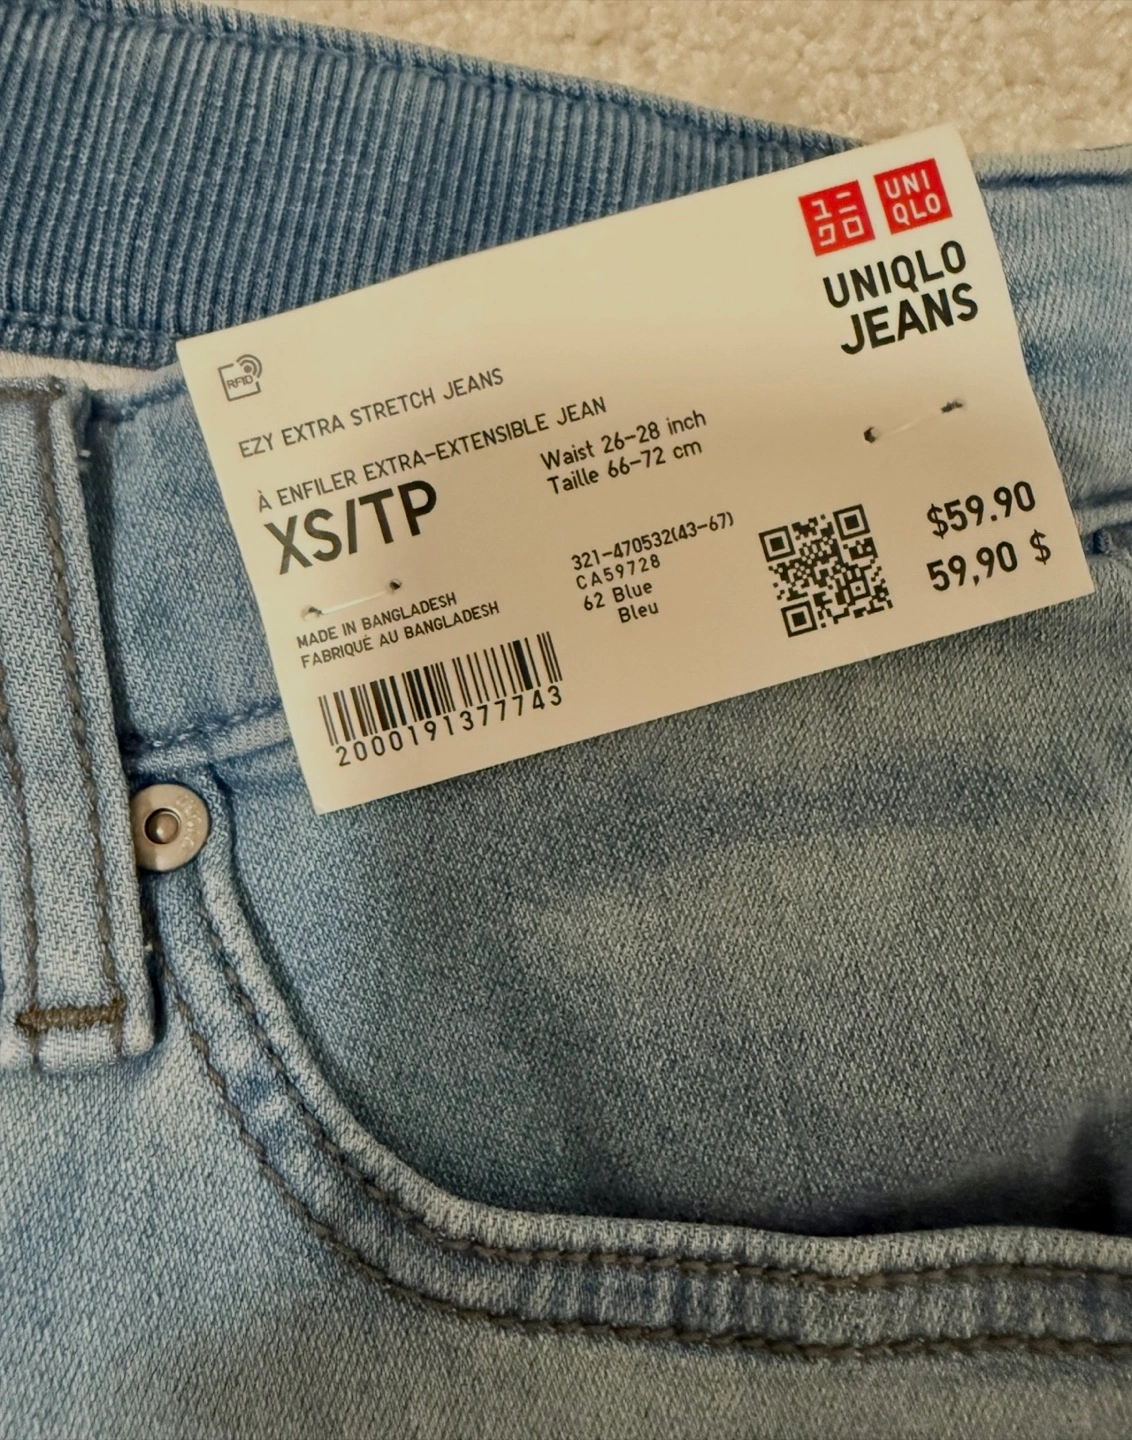 ユニ
クロ
UNI
QLO
UNIQLO
JEANS
RFID
EZY EXTRA STRETCH JEANS
À ENFILER EXTRA-EXTENSIBLE JEAN
XS/TP
Waist 26-28 inch
Taille 66-72 cm
321-470532(43-67)
CA59728
62 Blue
Bleu
$59.90
59,90 $
MADE IN BANGLADESH
FABRIQUÉ AU BANGLADESH
2000191377743